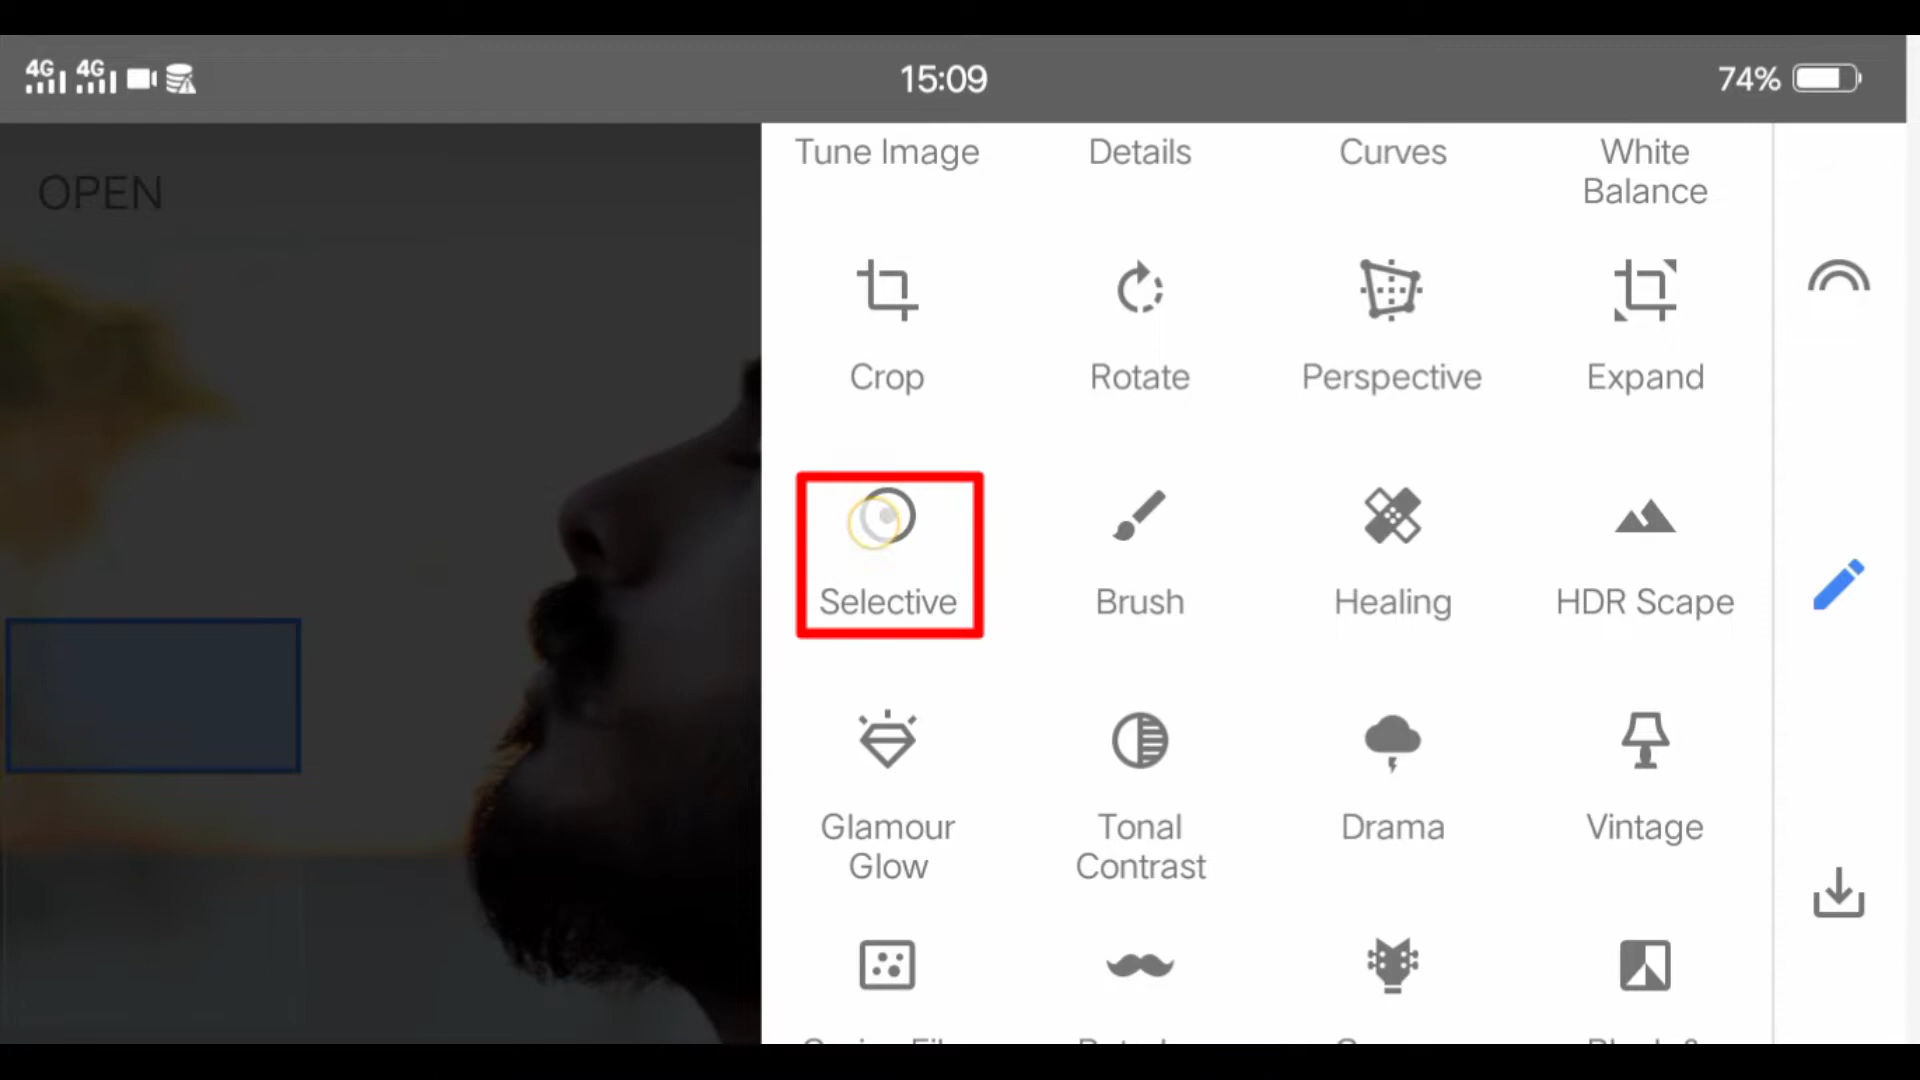 4G 4G 15:09 74%
OPEN
Tune Image Details Curves White
Balance
Crop Rotate Perspective Expand
Selective Brush Healing HDR Scape
Glamour Tonal Drama Vintage
Glow Contrast